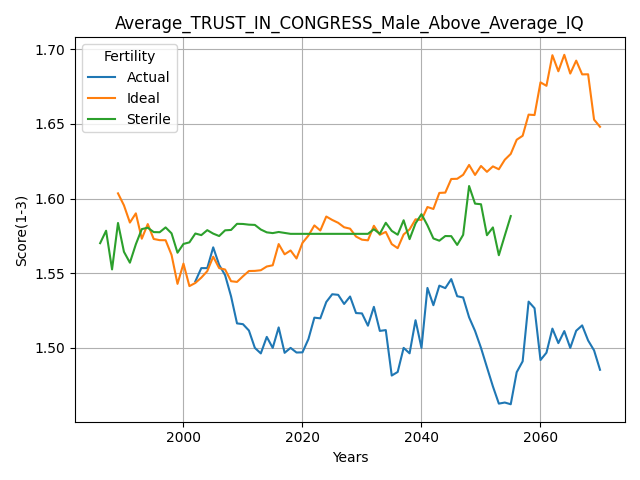 Average_TRUST_IN_CONGRESS_Male_Above_Average_IQ
Fertility
Actual
Ideal
Sterile
Score(1-3)
1.70
1.65
1.60
1.55
1.50
2000 2020 2040 2060
Years